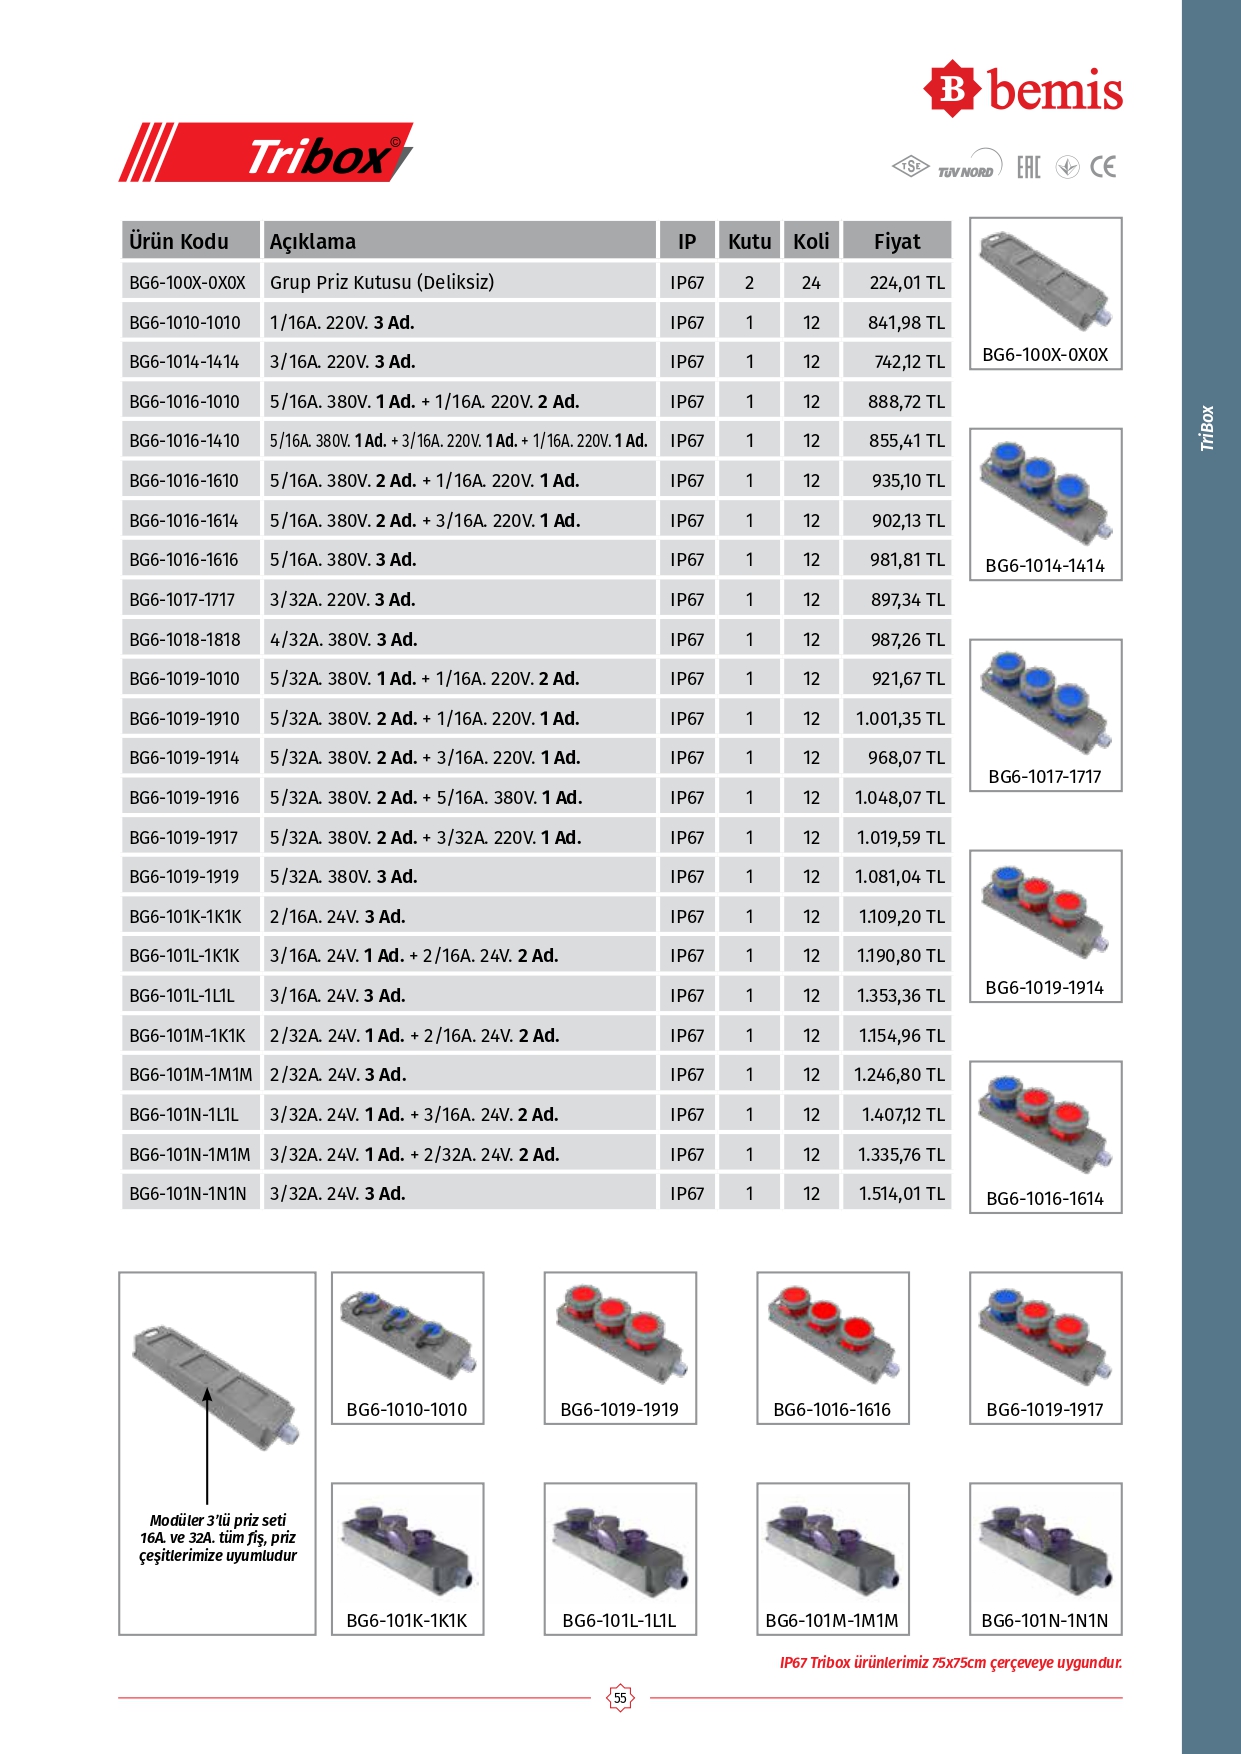 bemis
Tribox©
TSE TÜV NORD EAC CE
Ürün Kodu Açıklama IP Kutu Koli Fiyat
BG6-100X-0X0X Grup Priz Kutusu (Deliksiz) IP67 2 24 224,01 TL
BG6-1010-1010 1/16A. 220V. 3 Ad. IP67 1 12 841,98 TL
BG6-1014-1414 3/16A. 220V. 3 Ad. IP67 1 12 742,12 TL
BG6-1016-1010 5/16A. 380V. 1 Ad. + 1/16A. 220V. 2 Ad. IP67 1 12 888,72 TL
BG6-1016-1410 5/16A. 380V. 1 Ad. + 3/16A. 220V. 1 Ad. + 1/16A. 220V. 1 Ad. IP67 1 12 855,41 TL
BG6-1016-1610 5/16A. 380V. 2 Ad. + 1/16A. 220V. 1 Ad. IP67 1 12 935,10 TL
BG6-1016-1614 5/16A. 380V. 2 Ad. + 3/16A. 220V. 1 Ad. IP67 1 12 902,13 TL
BG6-1016-1616 5/16A. 380V. 3 Ad. IP67 1 12 981,81 TL
BG6-1017-1717 3/32A. 220V. 3 Ad. IP67 1 12 897,34 TL
BG6-1018-1818 4/32A. 380V. 3 Ad. IP67 1 12 987,26 TL
BG6-1019-1010 5/32A. 380V. 1 Ad. + 1/16A. 220V. 2 Ad. IP67 1 12 921,67 TL
BG6-1019-1910 5/32A. 380V. 2 Ad. + 1/16A. 220V. 1 Ad. IP67 1 12 1.001,35 TL
BG6-1019-1914 5/32A. 380V. 2 Ad. + 3/16A. 220V. 1 Ad. IP67 1 12 968,07 TL
BG6-1019-1916 5/32A. 380V. 2 Ad. + 5/16A. 380V. 1 Ad. IP67 1 12 1.048,07 TL
BG6-1019-1917 5/32A. 380V. 2 Ad. + 3/32A. 220V. 1 Ad. IP67 1 12 1.019,59 TL
BG6-1019-1919 5/32A. 380V. 3 Ad. IP67 1 12 1.081,04 TL
BG6-101K-1K1K 2/16A. 24V. 3 Ad. IP67 1 12 1.109,20 TL
BG6-101L-1K1K 3/16A. 24V. 1 Ad. + 2/16A. 24V. 2 Ad. IP67 1 12 1.190,80 TL
BG6-101L-1L1L 3/16A. 24V. 3 Ad. IP67 1 12 1.353,36 TL
BG6-101M-1K1K 2/32A. 24V. 1 Ad. + 2/16A. 24V. 2 Ad. IP67 1 12 1.154,96 TL
BG6-101M-1M1M 2/32A. 24V. 3 Ad. IP67 1 12 1.246,80 TL
BG6-101N-1L1L 3/32A. 24V. 1 Ad. + 3/16A. 24V. 2 Ad. IP67 1 12 1.407,12 TL
BG6-101N-1M1M 3/32A. 24V. 1 Ad. + 2/32A. 24V. 2 Ad. IP67 1 12 1.335,76 TL
BG6-101N-1N1N 3/32A. 24V. 3 Ad. IP67 1 12 1.514,01 TL
BG6-100X-0X0X
BG6-1014-1414
BG6-1017-1717
BG6-1019-1914
BG6-1016-1614
TriBox
Modüler 3’lü priz seti
16A. ve 32A. tüm fiş, priz
çeşitlerimize uyumludur
BG6-1010-1010
BG6-1019-1919
BG6-1016-1616
BG6-1019-1917
BG6-101K-1K1K
BG6-101L-1L1L
BG6-101M-1M1M
BG6-101N-1N1N
IP67 Tribox ürünlerimiz 75x75cm çerçeveye uygundur.
55